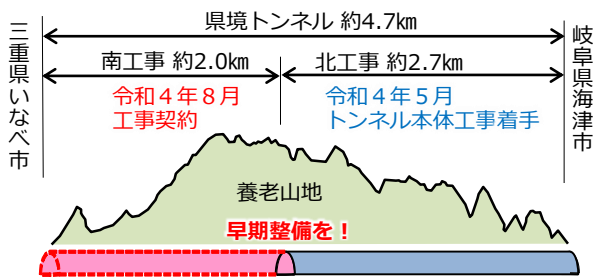 県境トンネル 約4.7㎞
三重県いなべ市
岐阜県海津市
南工事 約2.0㎞
北工事 約2.7㎞
令和４年８月
工事契約
令和４年５月
トンネル本体工事着手
養老山地
早期整備を！